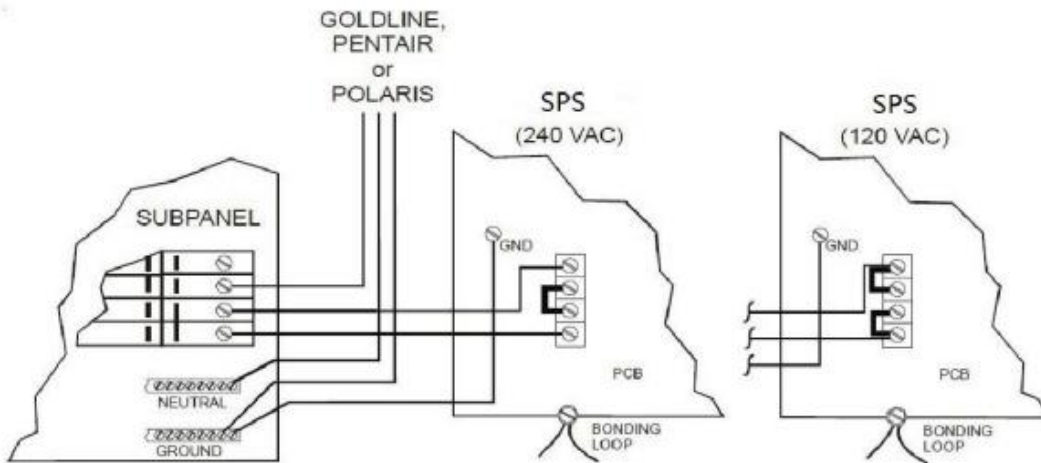 GOLDLINE,
PENTAIR
or
POLARIS
SPS
(240 VAC)
SPS
(120 VAC)
SUBPANEL
GND
GND
PCB
PCB
NEUTRAL
GROUND
BONDING
LOOP
BONDING
LOOP